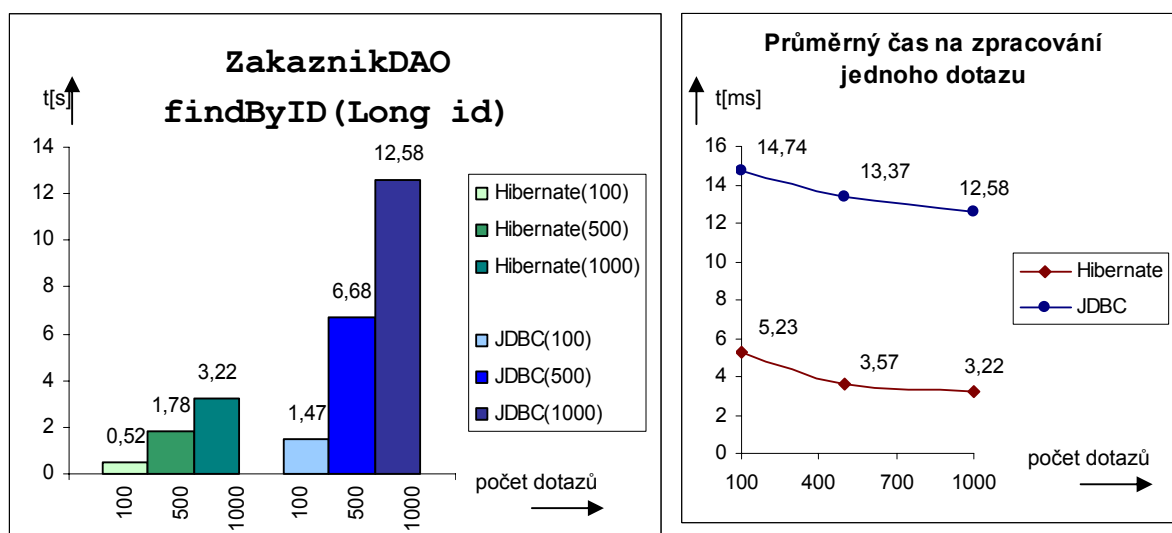 ZakaznikDAO
findByID(Long id)
t[s]
14
12
10
8
6
4
2
0
0,52
1,78
3,22
1,47
6,68
12,58
100
500
1000
100
500
1000
počet dotazů
Hibernate(100)
Hibernate(500)
Hibernate(1000)
JDBC(100)
JDBC(500)
JDBC(1000)
Průměrný čas na zpracování
jednoho dotazu
t[ms]
16
14
12
10
8
6
4
2
0
14,74
13,37
12,58
5,23
3,57
3,22
100
400
700
1000
počet dotazů
Hibernate
JDBC